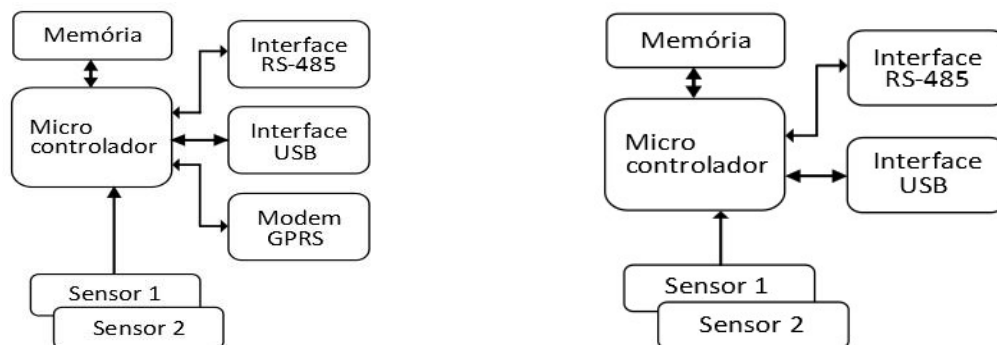 Memória
Interface
RS-485
Micro
controlador
Interface
USB
Modem
GPRS
Sensor 1
Sensor 2
Memória
Interface
RS-485
Micro
controlador
Interface
USB
Sensor 1
Sensor 2